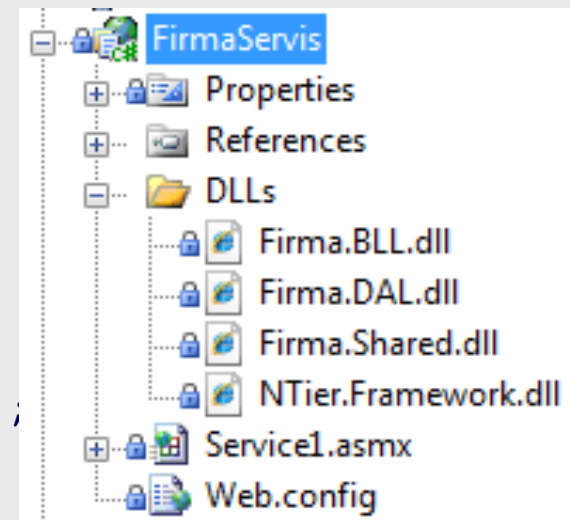 FirmaServis
Properties
References
DLLs
Firma.BLL.dll
Firma.DAL.dll
Firma.Shared.dll
NTier.Framework.dll
Service1.asmx
Web.config